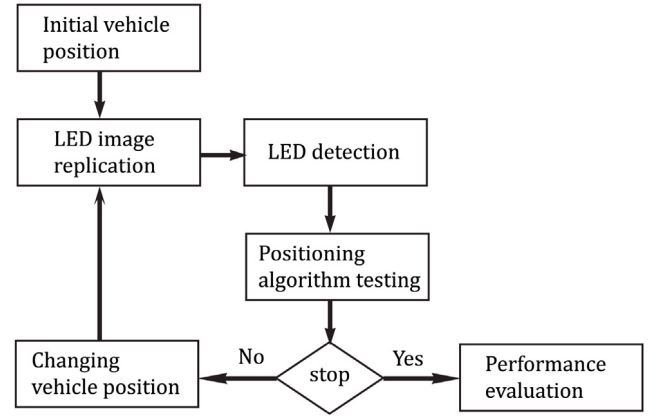 Initial vehicle
position
LED image
replication
LED detection
Positioning
algorithm testing
No
stop
Yes
Changing
vehicle position
Performance
evaluation